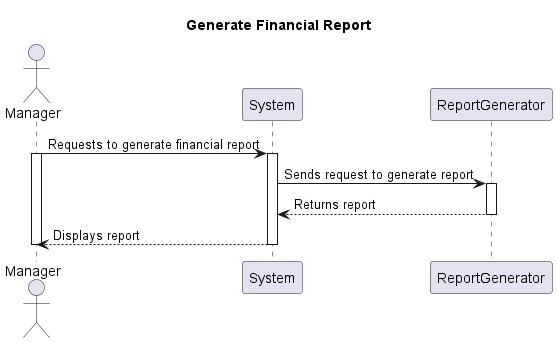 Generate Financial Report
Manager
System
ReportGenerator
Requests to generate financial report
Sends request to generate report
Returns report
Displays report
Manager
System
ReportGenerator